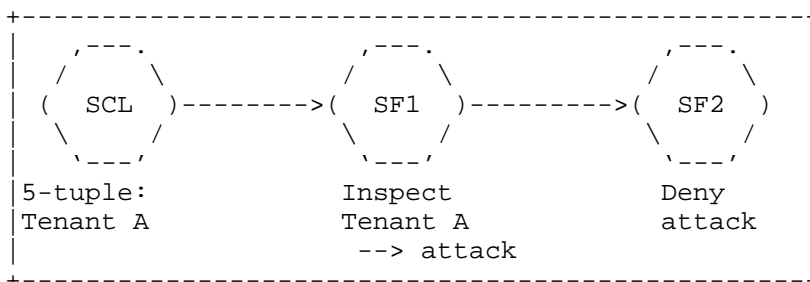 +--------------------------------------------------
|    ,---.              ,---.               ,---.
|   /     \            /     \             /     \
|  (  SCL  )-------->(  SF1  )--------->(  SF2  )
|   \     /            \     /             \     /
|    '---'              '---'               '---'
|5-tuple:             Inspect             Deny
|Tenant A             Tenant A            attack
|                      --> attack
+--------------------------------------------------